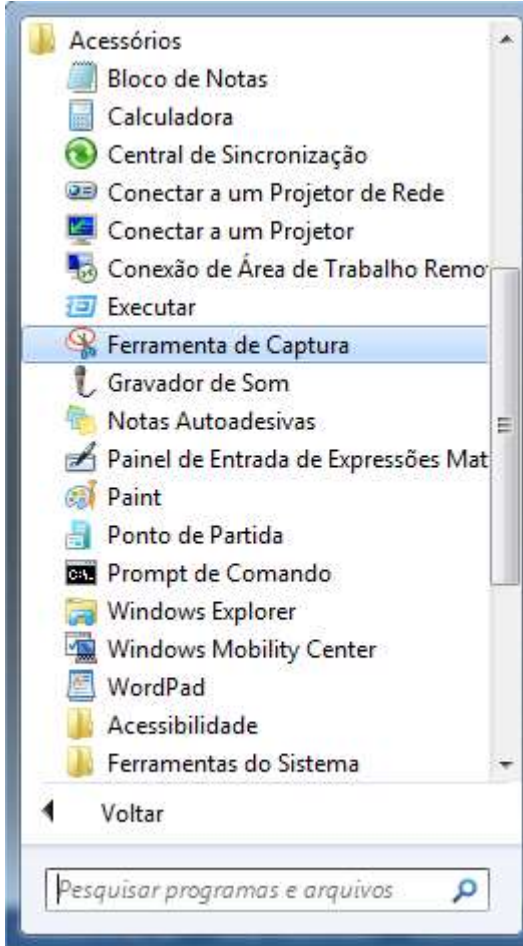 Acessórios
Bloco de Notas
Calculadora
Central de Sincronização
Conectar a um Projetor de Rede
Conectar a um Projetor
Conexão de Área de Trabalho Remo
Executar
Ferramenta de Captura
Gravador de Som
Notas Autoadesivas
Painel de Entrada de Expressões Mat
Paint
Ponto de Partida
C:\.
Prompt de Comando
Windows Explorer
Windows Mobility Center
WordPad
Acessibilidade
Ferramentas do Sistema
Voltar
Pesquisar programas e arquivos